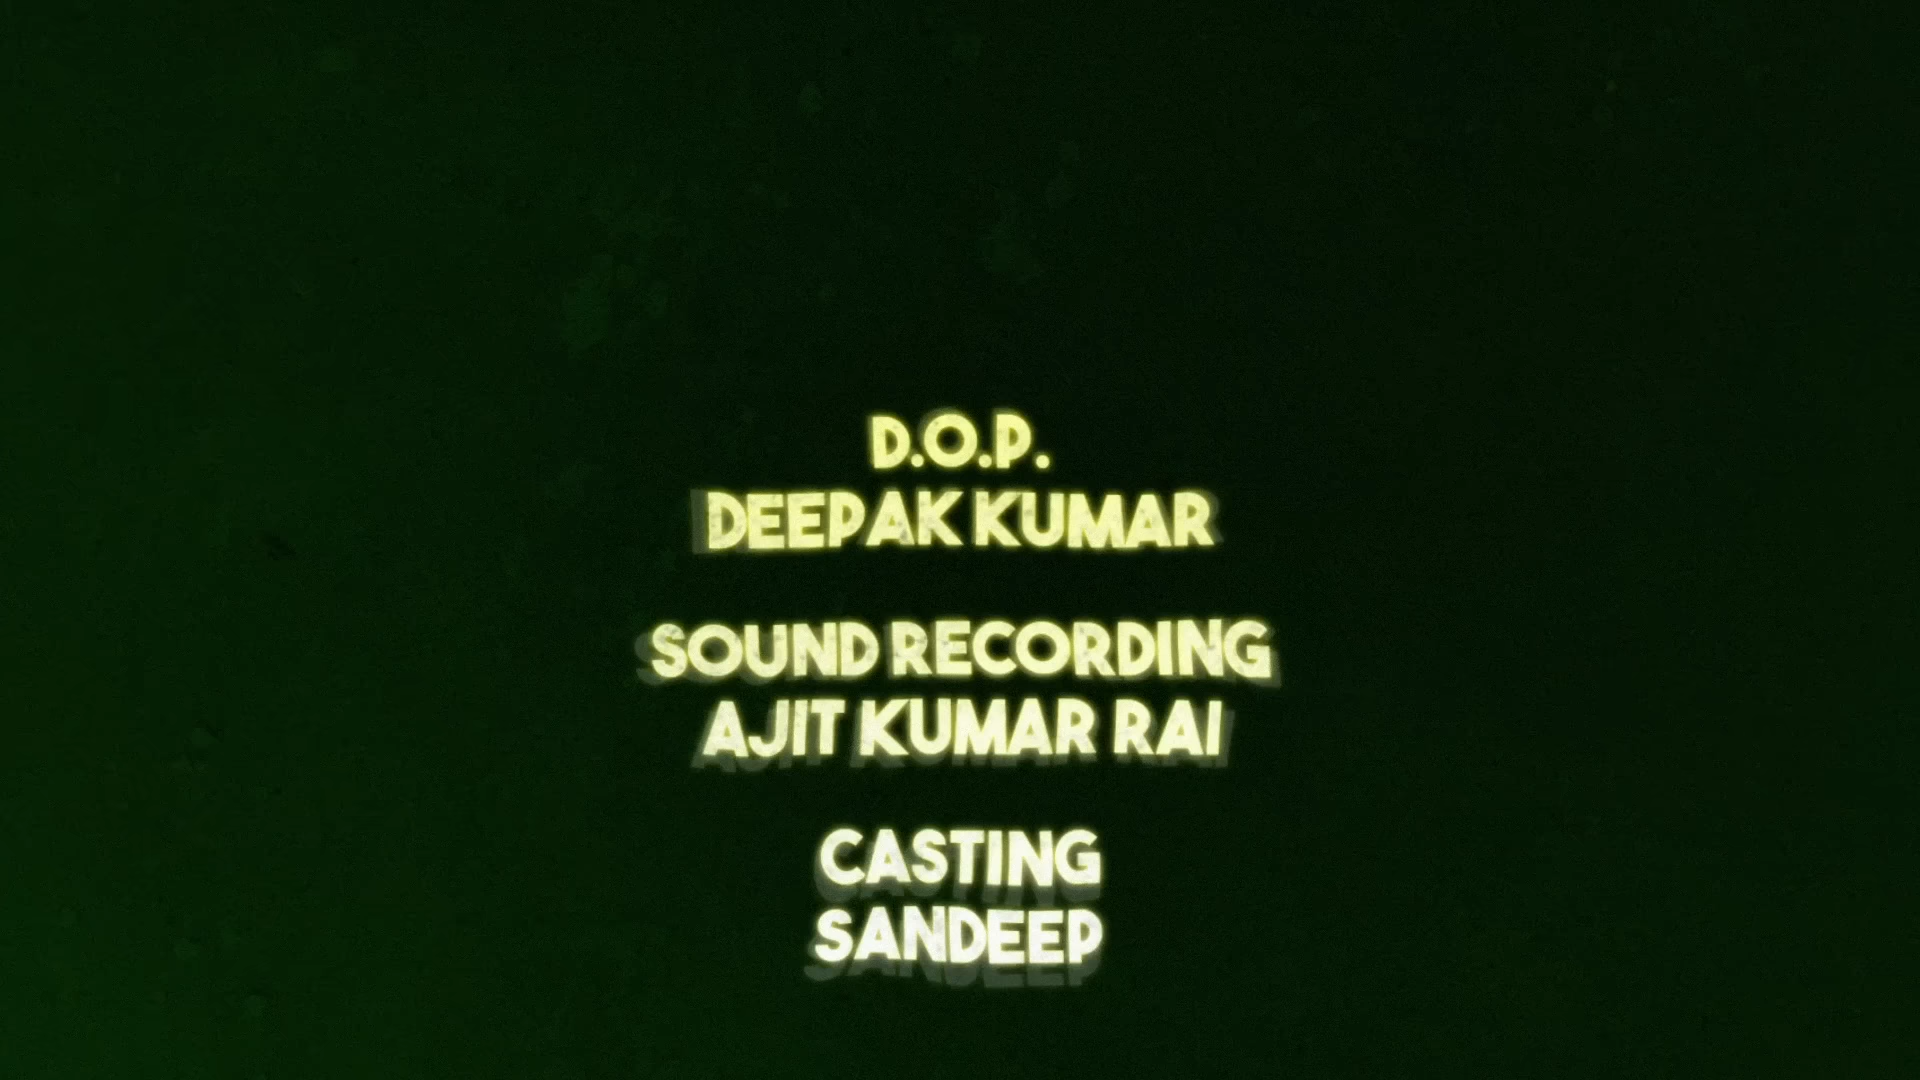 D.O.P.
DEEPAK KUMAR
SOUND RECORDING
AJIT KUMAR RAI
CASTING
SANDEEP